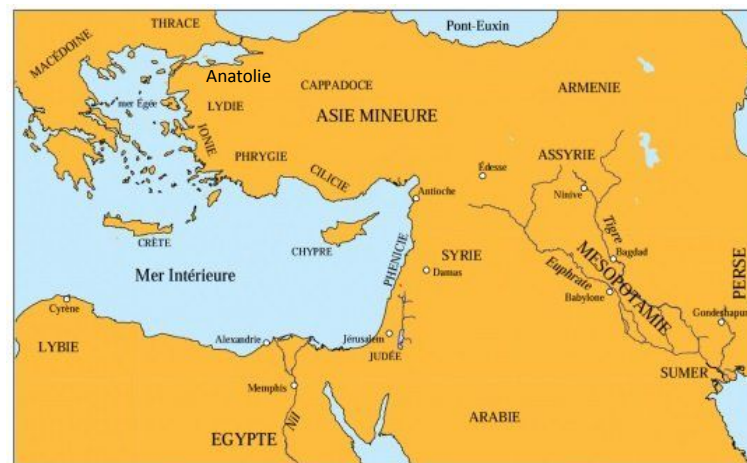 THRACE
Pont-Euxin
MACÉDOINE
Anatolie
CAPPADOCE
ARMENIE
mer Égée
LYDIE
ASIE MINEURE
IONIE
PHRYGIE
CILICIE
ASSYRIE
Édesse
Ninive
Antioche
Tigre
CRÈTE
CHYPRE
PHENICIE
SYRIE
Bagdad
PERSE
Mer Intérieure
Damas
Euphrate
MESOPOTAMIE
Babylone
Cyrène
Gondeshapur
LYBIE
Alexandrie
Jérusalem
JUDÉE
SUMER
Memphis
Nil
ARABIE
EGYPTE